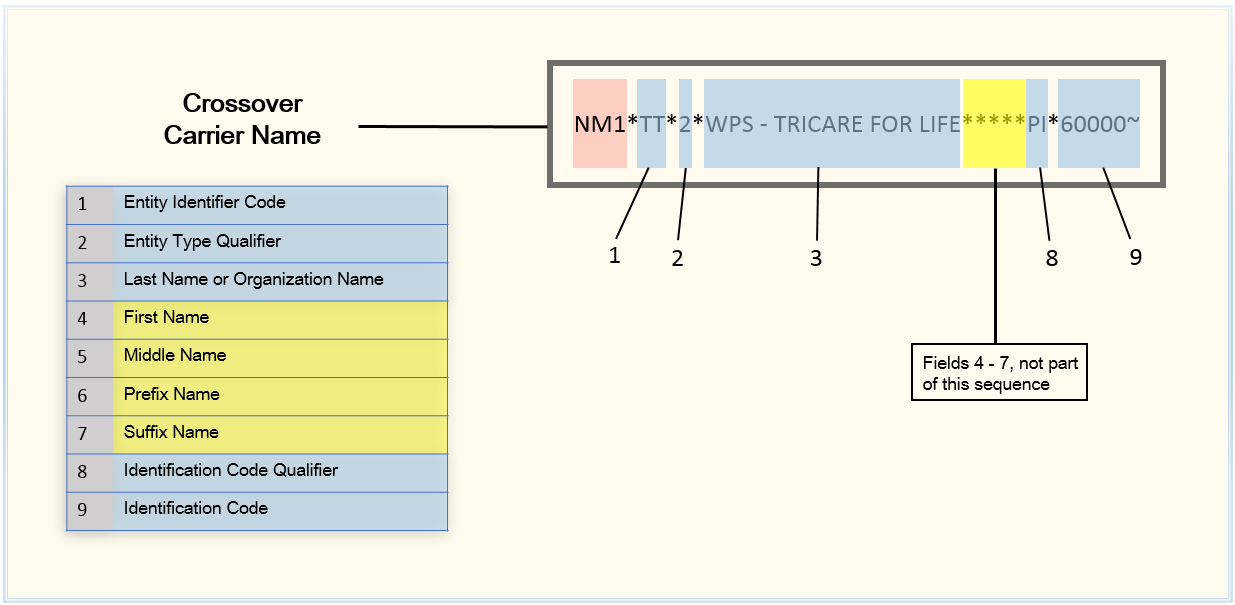 Crossover
Carrier Name
NM1*TT*2*WPS - TRICARE FOR LIFE*****PI*60000~
1 2 3 8 9
Fields 4 - 7, not part
of this sequence
1 Entity Identifier Code
2 Entity Type Qualifier
3 Last Name or Organization Name
4 First Name
5 Middle Name
6 Prefix Name
7 Suffix Name
8 Identification Code Qualifier
9 Identification Code